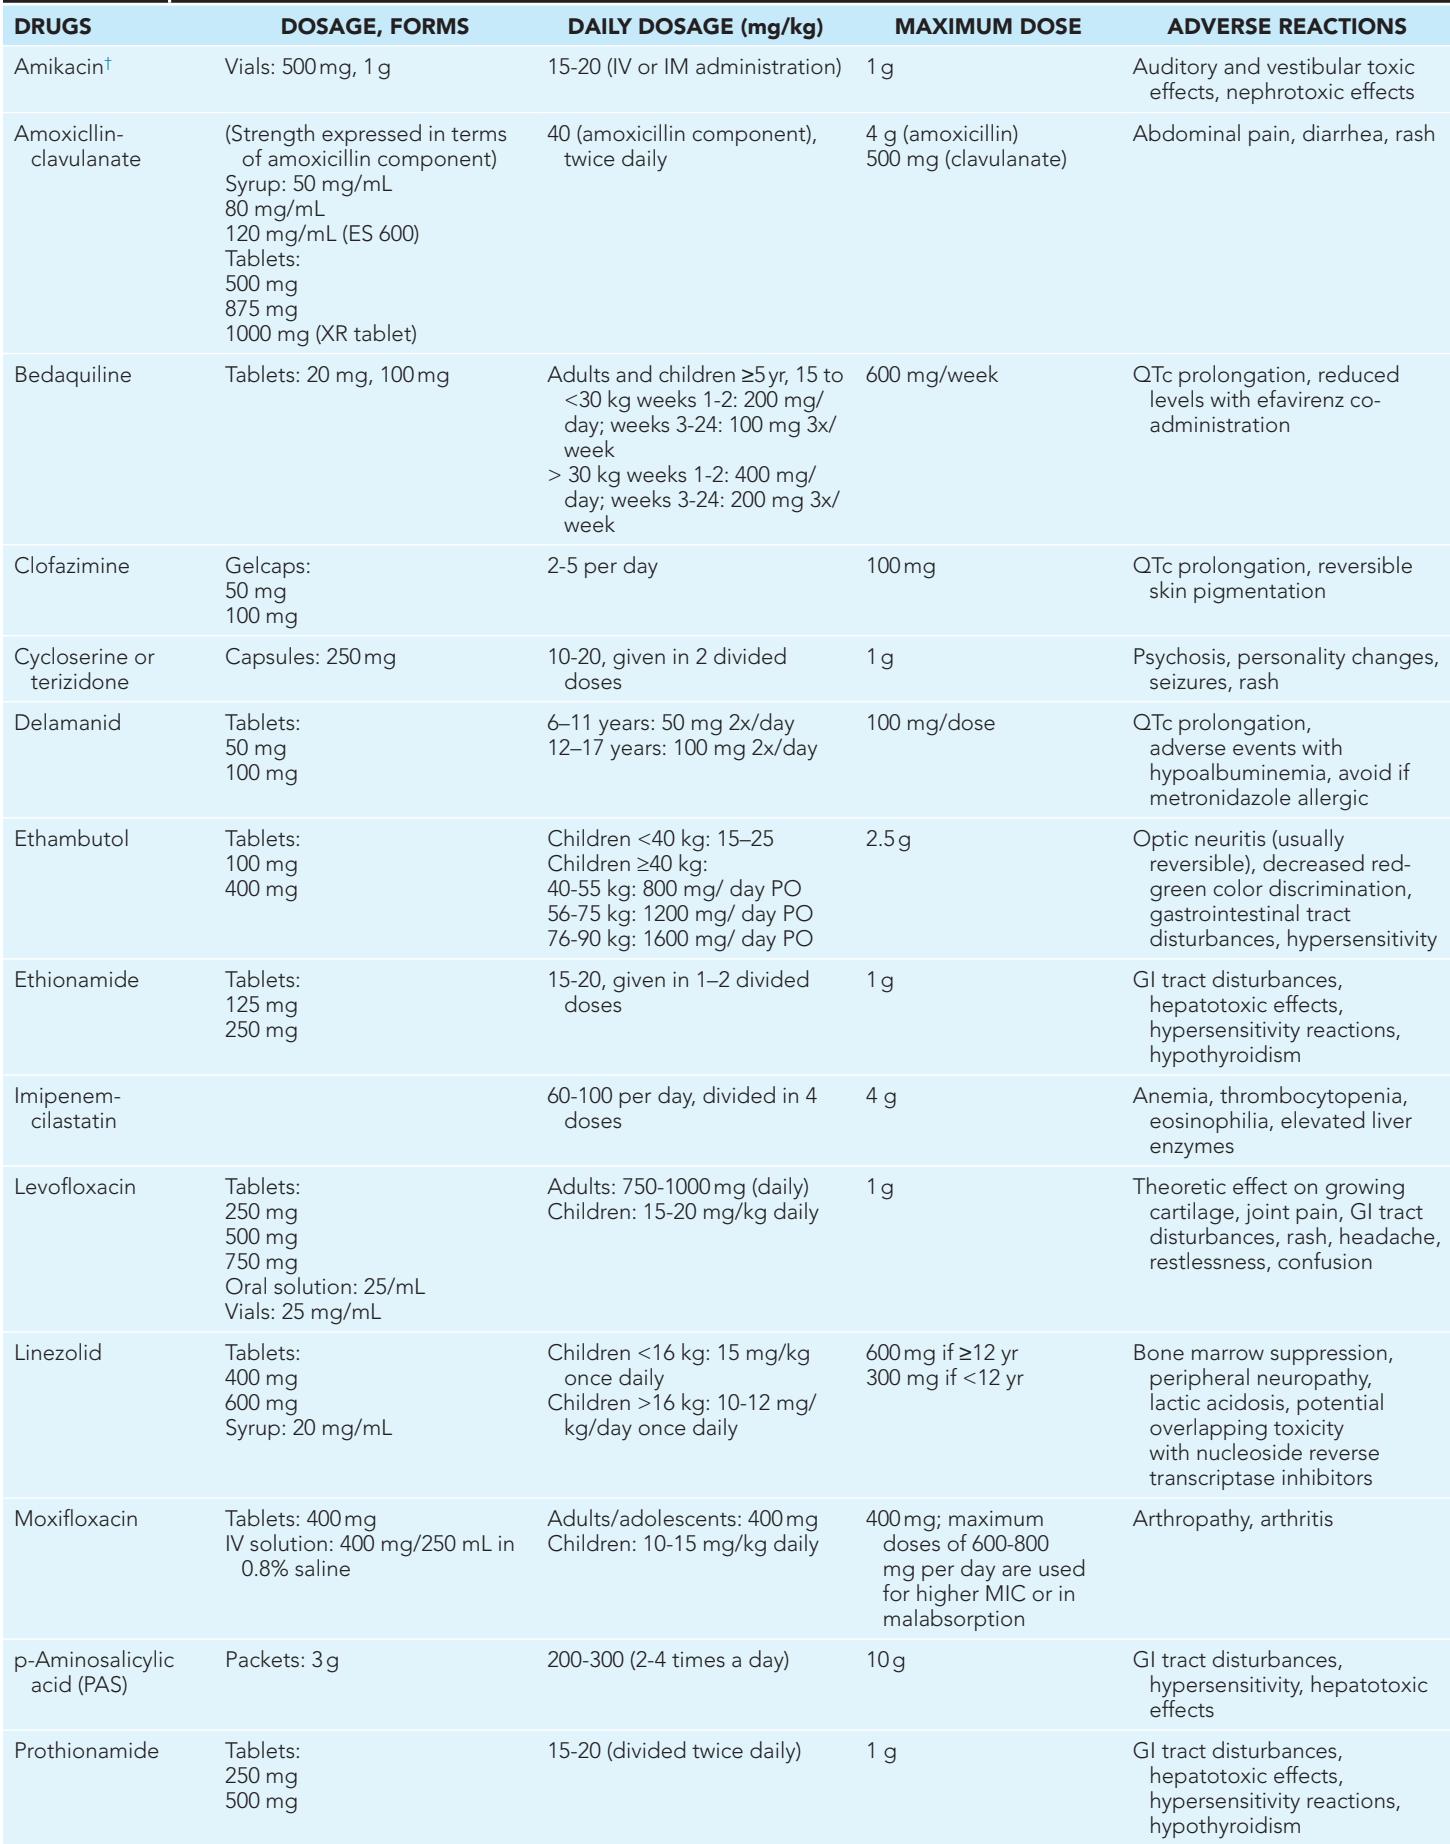 DRUGS DOSAGE, FORMS DAILY DOSAGE (mg/kg) MAXIMUM DOSE ADVERSE REACTIONS
Amikacin† Vials: 500 mg, 1 g 15-20 (IV or IM administration) 1 g Auditory and vestibular toxic
effects, nephrotoxic effects
Amoxicllin- (Strength expressed in terms 40 (amoxicillin component), 4 g (amoxicillin) Abdominal pain, diarrhea, rash
clavulanate of amoxicillin component) twice daily 500 mg (clavulanate)
Syrup: 50 mg/mL
80 mg/mL
120 mg/mL (ES 600)
Tablets:
500 mg
875 mg
1000 mg (XR tablet)
Bedaquiline Tablets: 20 mg, 100 mg Adults and children ≥5 yr, 15 to 600 mg/week QTc prolongation, reduced
<30 kg weeks 1-2: 200 mg/ levels with efavirenz co-
day; weeks 3-24: 100 mg 3x/ administration
week
> 30 kg weeks 1-2: 400 mg/
day; weeks 3-24: 200 mg 3x/
week
Clofazimine Gelcaps: 2-5 per day 100 mg QTc prolongation, reversible
50 mg skin pigmentation
100 mg
Cycloserine or Capsules: 250 mg 10-20, given in 2 divided 1 g Psychosis, personality changes,
terizidone doses seizures, rash
Delamanid Tablets: 6–11 years: 50 mg 2x/day 100 mg/dose QTc prolongation,
50 mg 12–17 years: 100 mg 2x/day adverse events with
100 mg hypoalbuminemia, avoid if
metronidazole allergic
Ethambutol Tablets: Children <40 kg: 15–25 2.5 g Optic neuritis (usually
100 mg Children ≥40 kg: reversible), decreased red-
400 mg 40-55 kg: 800 mg/ day PO green color discrimination,
56-75 kg: 1200 mg/ day PO gastrointestinal tract
76-90 kg: 1600 mg/ day PO disturbances, hypersensitivity
Ethionamide Tablets: 15-20, given in 1–2 divided 1 g GI tract disturbances,
125 mg doses hepatotoxic effects,
250 mg hypersensitivity reactions,
hypothyroidism
Imipenem- 60-100 per day, divided in 4 4 g Anemia, thrombocytopenia,
cilastatin doses eosinophilia, elevated liver
enzymes
Levofloxacin Tablets: Adults: 750-1000 mg (daily) 1 g Theoretic effect on growing
250 mg Children: 15-20 mg/kg daily cartilage, joint pain, GI tract
500 mg disturbances, rash, headache,
750 mg restlessness, confusion
Oral solution: 25/mL
Vials: 25 mg/mL
Linezolid Tablets: Children <16 kg: 15 mg/kg 600 mg if ≥12 yr Bone marrow suppression,
400 mg once daily 300 mg if <12 yr peripheral neuropathy,
600 mg Children >16 kg: 10-12 mg/ lactic acidosis, potential
Syrup: 20 mg/mL kg/day once daily overlapping toxicity
with nucleoside reverse
transcriptase inhibitors
Moxifloxacin Tablets: 400 mg Adults/adolescents: 400 mg 400 mg; maximum Arthropathy, arthritis
IV solution: 400 mg/250 mL in Children: 10-15 mg/kg daily doses of 600-800
0.8% saline mg per day are used
for higher MIC or in
malabsorption
p-Aminosalicylic Packets: 3 g 200-300 (2-4 times a day) 10 g GI tract disturbances,
acid (PAS) hypersensitivity, hepatotoxic
effects
Prothionamide Tablets: 15-20 (divided twice daily) 1 g GI tract disturbances,
250 mg hepatotoxic effects,
500 mg hypersensitivity reactions,
hypothyroidism